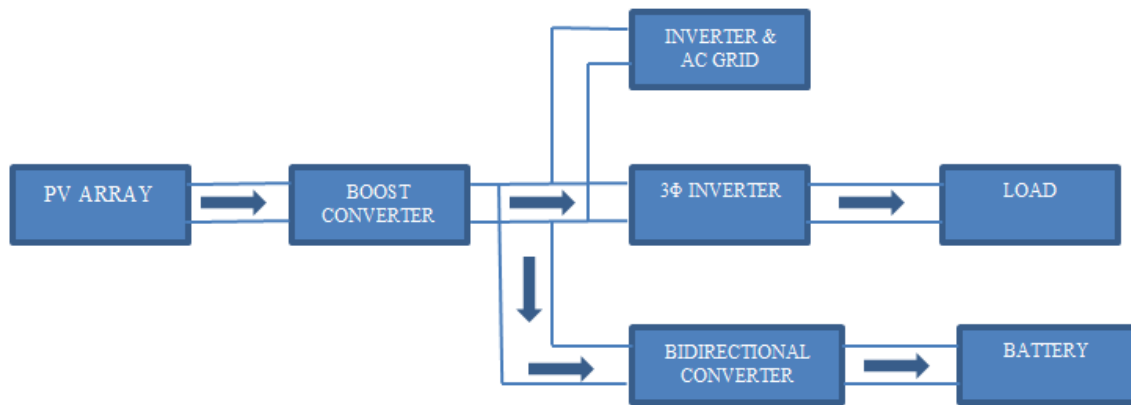 INVERTER &
AC GRID
PV ARRAY
BOOST
CONVERTER
3Φ INVERTER
LOAD
BIDIRECTIONAL
CONVERTER
BATTERY